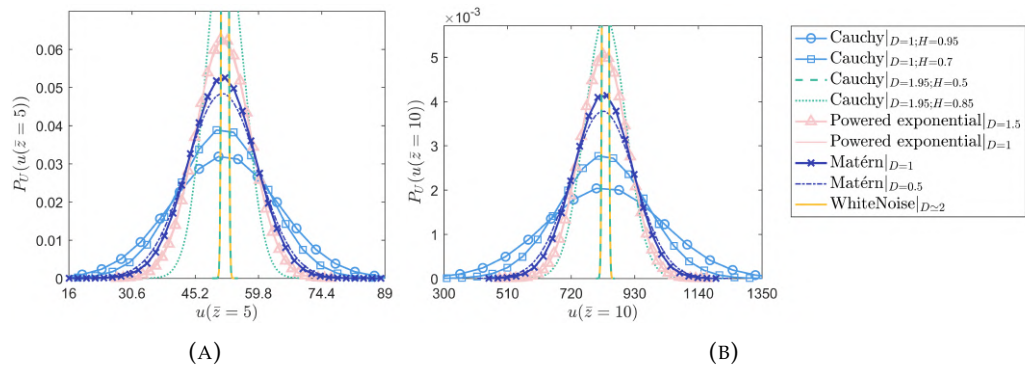 0.06
0.05
0.04
0.03
0.02
0.01
0
P_U(u(z̄ = 5))
16 30.6 45.2 59.8 74.4 89
u(z̄ = 5)
(A)
×10⁻³
5
4
3
2
1
0
P_U(u(z̄ = 10))
300 510 720 930 1140 1350
u(z̄ = 10)
(B)
Cauchy|D=1;H=0.95
Cauchy|D=1;H=0.7
Cauchy|D=1.95;H=0.5
Cauchy|D=1.95;H=0.85
Powered exponential|D=1.5
Powered exponential|D=1
Matérn|D=1
Matérn|D=0.5
WhiteNoise|D≃2